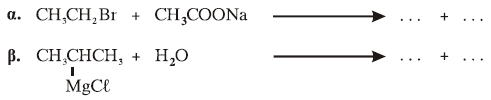 α. CH₃CH₂Br + CH₃COONa ⟶ ... + ...
β. CH₃CHCH₃ + H₂O ⟶ ... + ...
MgCℓ